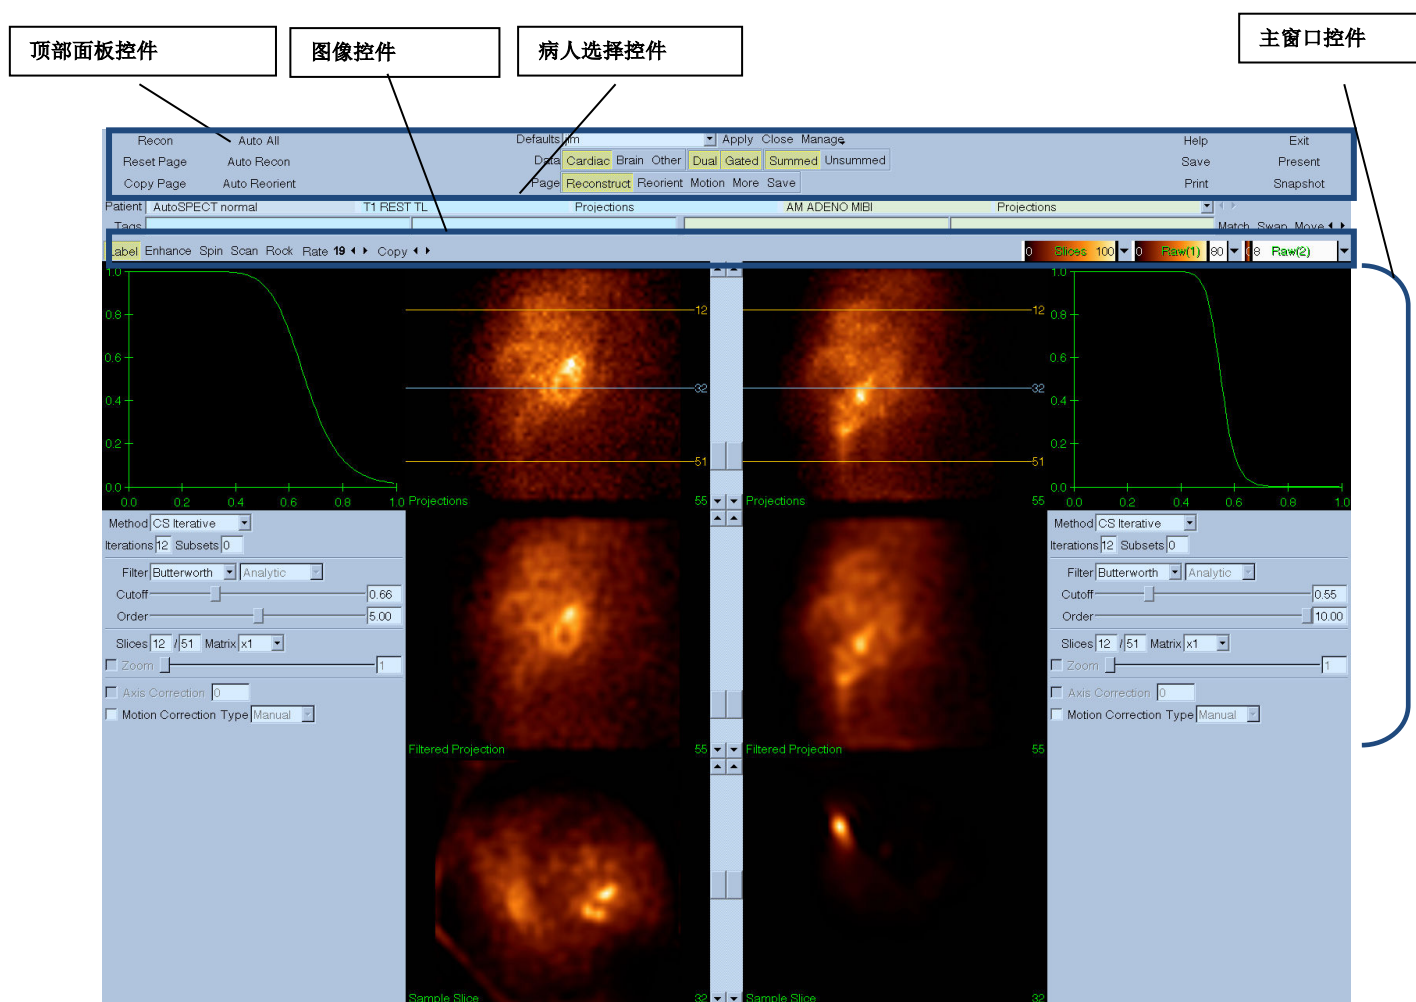 顶部面板控件
图像控件
病人选择控件
主窗口控件
Recon Auto All Defaults jim Apply Close Manage Help Exit
Reset Page Auto Recon Data Cardiac Brain Other Dual Gated Summed Unsummed Save Present
Copy Page Auto Reorient Page Reconstruct Reorient Motion More Save Print Snapshot
Patient AutoSPECT normal T1 REST TL Projections AM ADENO MIBI Projections
Tags Match Swap Move
Label Enhance Spin Scan Rock Rate 19 Copy 0 Slices 100 0 Raw(1) 80 8 Raw(2)
1.0 1.0
0.8 12 12 0.8
0.6 0.6
32 32
0.4 0.4
0.2 51 51 0.2
0.0 0.0
0.0 0.2 0.4 0.6 0.8 1.0 Projections 55 Projections 55 0.0 0.2 0.4 0.6 0.8 1.0
Method CS Iterative Method CS Iterative
Iterations 12 Subsets 0 Iterations 12 Subsets 0
Filter Butterworth Analytic Filter Butterworth Analytic
Cutoff 0.66 Cutoff 0.55
Order 5.00 Order 10.00
Slices 12 / 51 Matrix x1 Slices 12 / 51 Matrix x1
Zoom 1 Zoom 1
Axis Correction 0 Axis Correction 0
Motion Correction Type Manual Motion Correction Type Manual
Filtered Projection 55 Filtered Projection 55
Sample Slice 32 Sample Slice 32